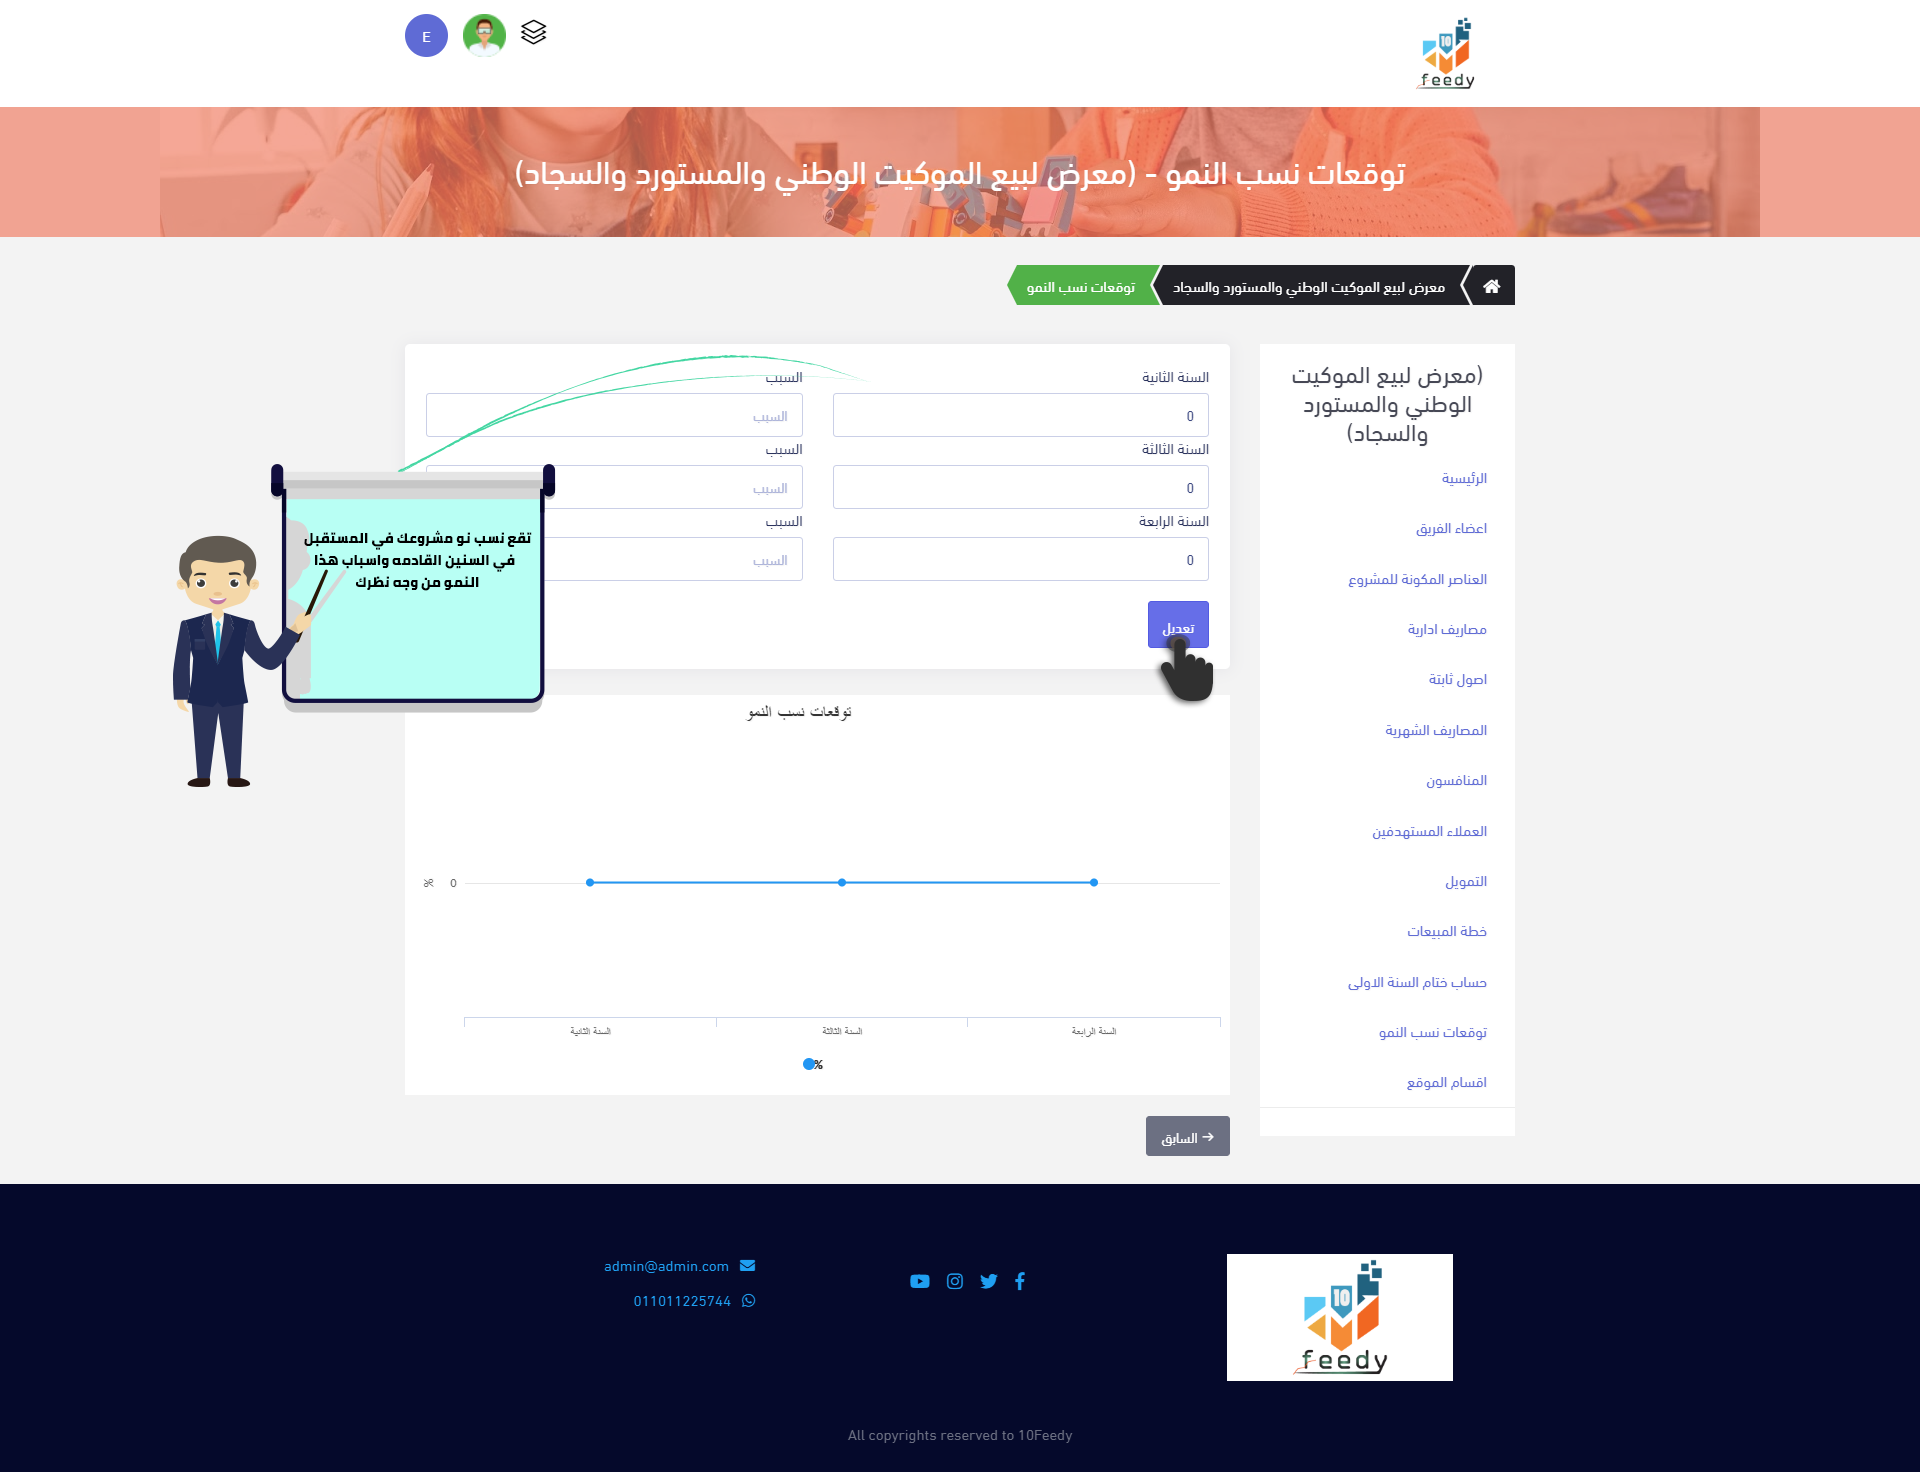 E
10
feedy
توقعات نسب النمو - (معرض لبيع الموكيت الوطني والمستورد والسجاد)
معرض لبيع الموكيت الوطني والمستورد والسجاد
توقعات نسب النمو
(معرض لبيع الموكيت
الوطني والمستورد
والسجاد)
الرئيسية
اعضاء الفريق
العناصر المكونة للمشروع
مصاريف ادارية
اصول ثابتة
المصاريف الشهرية
المنافسون
العملاء المستهدفين
التمويل
خطة المبيعات
حساب ختام السنة الاولى
توقعات نسب النمو
اقسام الموقع
السنة الثانية
السبب
0
السبب
السنة الثالثة
السبب
0
السبب
السنة الرابعة
السبب
0
السبب
تعديل
تقع نسب نو مشروعك في المستقبل
في السنين القادمه واسباب هذا
النمو من وجه نظرك
توقعات نسب النمو
%
0
السنة الثانية
السنة الثالثة
السنة الرابعة
%
السابق
10
feedy
admin@admin.com
011011225744
All copyrights reserved to 10Feedy